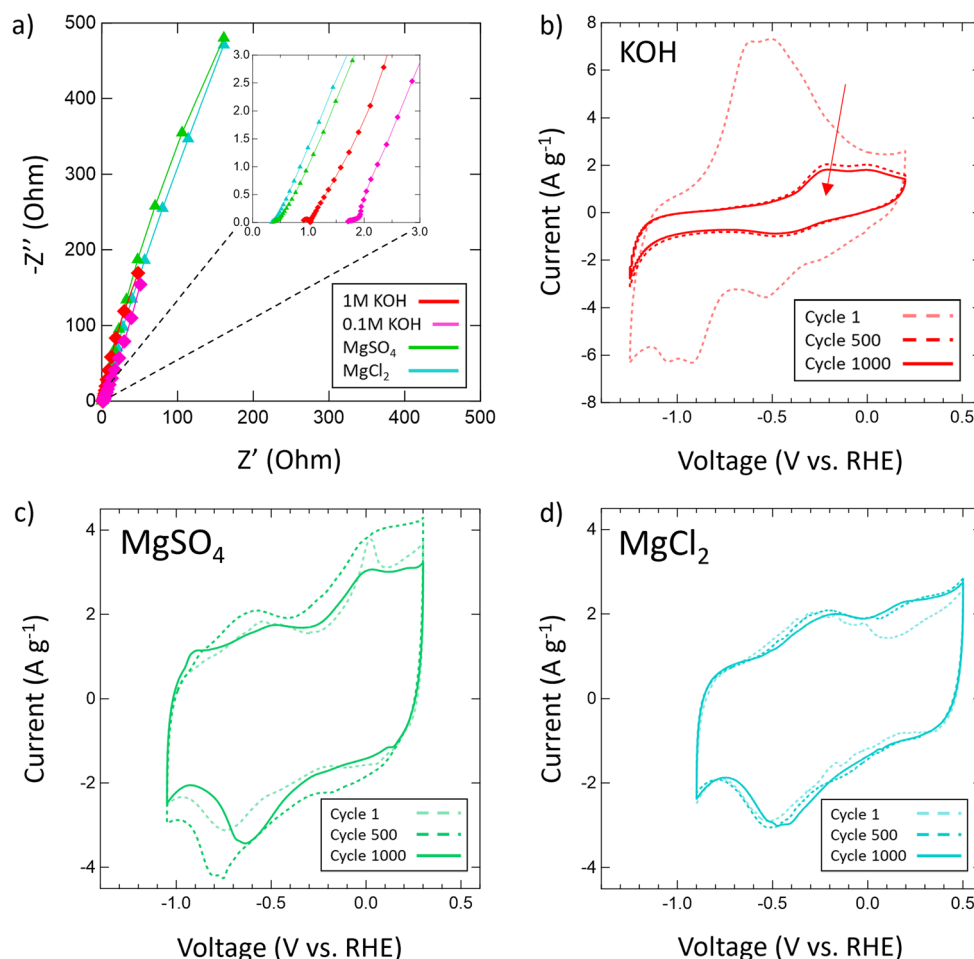 a)
500
400
300
200
100
0
-Z'' (Ohm)
0 100 200 300 400 500
Z' (Ohm)
3.0
2.5
2.0
1.5
1.0
0.5
0.0
0.0 1.0 2.0 3.0
1M KOH
0.1M KOH
MgSO₄
MgCl₂
b)
KOH
8
6
4
2
0
-2
-4
-6
-8
Current (A g⁻¹)
-1.0 -0.5 0.0 0.5
Voltage (V vs. RHE)
Cycle 1
Cycle 500
Cycle 1000
c)
MgSO₄
4
2
0
-2
-4
Current (A g⁻¹)
-1.0 -0.5 0.0 0.5
Voltage (V vs. RHE)
Cycle 1
Cycle 500
Cycle 1000
d)
MgCl₂
4
2
0
-2
-4
Current (A g⁻¹)
-1.0 -0.5 0.0 0.5
Voltage (V vs. RHE)
Cycle 1
Cycle 500
Cycle 1000